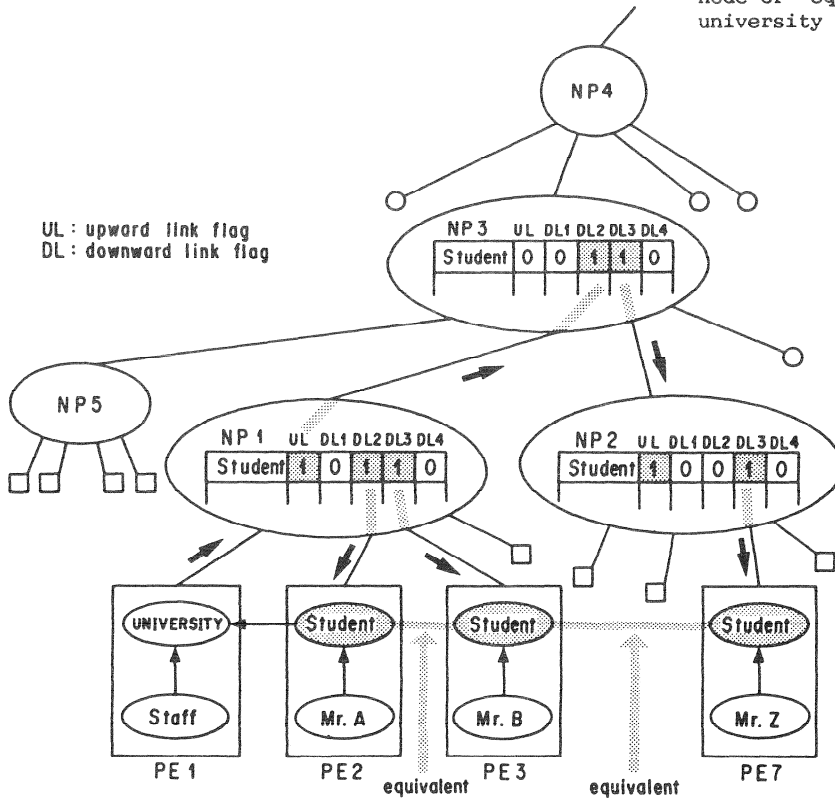 node or
university
NP4
UL : upward link flag
DL : downward link flag
NP3 UL DL1 DL2 DL3 DL4
Student 0 0 1 1 0
NP5
NP1 UL DL1 DL2 DL3 DL4
Student 1 0 1 1 0
NP2 UL DL1 DL2 DL3 DL4
Student 1 0 0 1 0
UNIVERSITY Student Student Student
Staff Mr. A Mr. B Mr. Z
PE1 PE2 PE3 PE7
equivalent equivalent